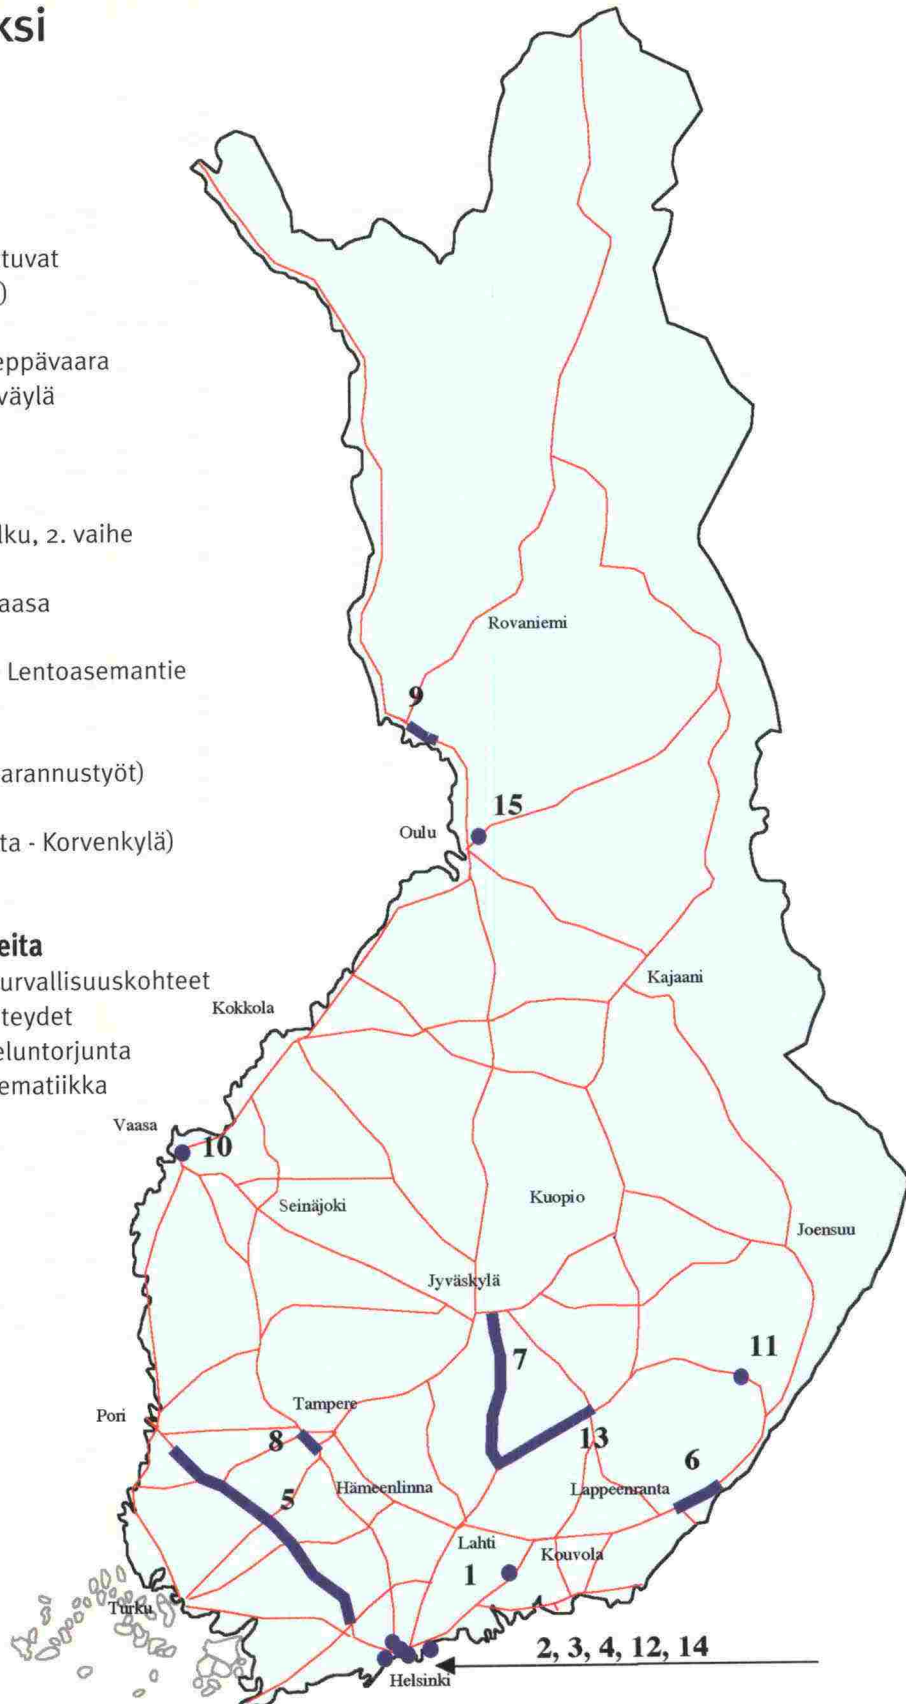 ksi
tuvat
)
eppävaara
väylä
lku, 2. vaihe
aasa
Lentoasemantie
arannustyöt)
ta - Korvenkylä)
eita
urvallisuuskohteet
teydet
eluntorjunta
ematiikka
Rovaniemi
9
15
Oulu
Kajaani
Kokkola
Vaasa
10
Kuopio
Seinäjoki
Joensuu
Jyväskylä
11
7
Tampere
Pori
8
13
6
5
Hämeenlinna
Lappeenranta
Lahti
Kouvola
1
Turku
2, 3, 4, 12, 14
Helsinki